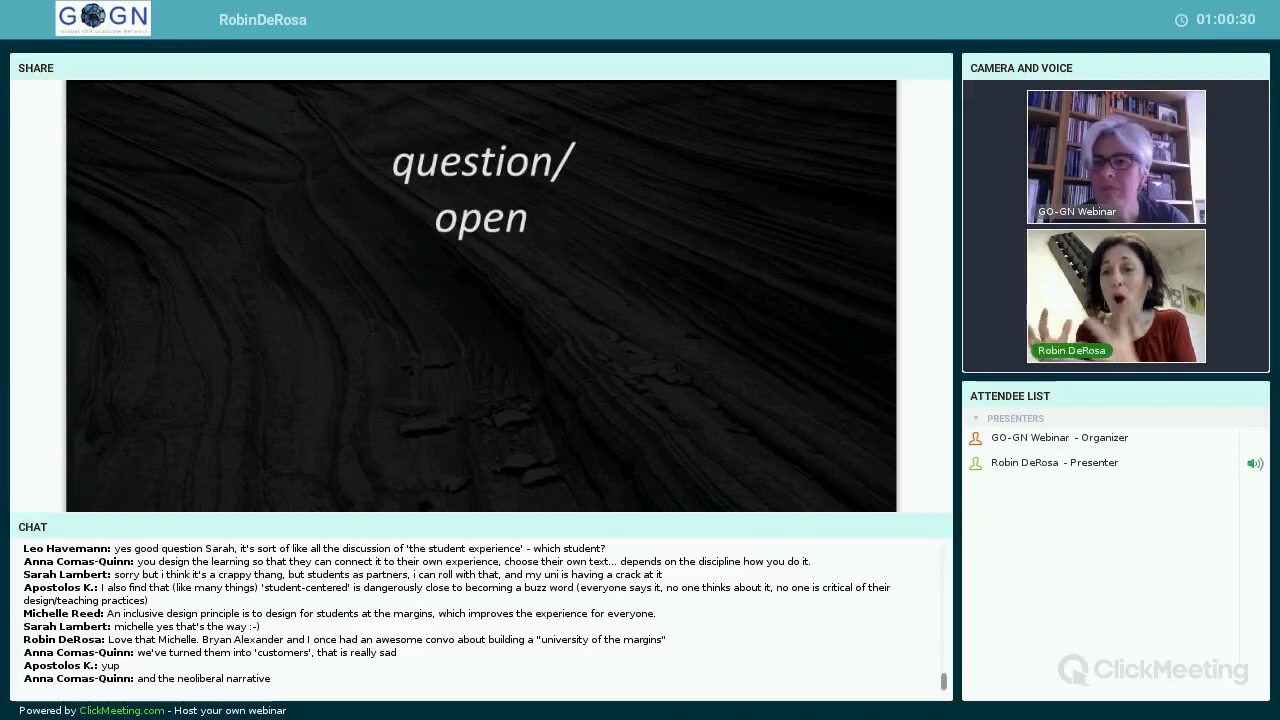 GO GN
Global OER Graduate Network
RobinDeRosa
01:00:30
SHARE
question/
open
CAMERA AND VOICE
GO-GN Webinar
Robin DeRosa
ATTENDEE LIST
PRESENTERS
GO-GN Webinar - Organizer
Robin DeRosa - Presenter
CHAT
Leo Havemann: yes good question Sarah, it's sort of like all the discussion of 'the student experience' - which student?
Anna Comas-Quinn: you design the learning so that they can connect it to their own experience, choose their own text... depends on the discipline how you do it.
Sarah Lambert: sorry but i think it's a crappy thang, but students as partners, i can roll with that, and my uni is having a crack at it
Apostolos K.: I also find that (like many things) 'student-centered' is dangerously close to becoming a buzz word (everyone says it, no one thinks about it, no one is critical of their
design/teaching practices)
Michelle Reed: An inclusive design principle is to design for students at the margins, which improves the experience for everyone.
Sarah Lambert: michelle yes that's the way :-)
Robin DeRosa: Love that Michelle. Bryan Alexander and I once had an awesome convo about building a "university of the margins"
Anna Comas-Quinn: we've turned them into 'customers', that is really sad
Apostolos K.: yup
Anna Comas-Quinn: and the neoliberal narrative
ClickMeeting
Powered by ClickMeeting.com - Host your own webinar